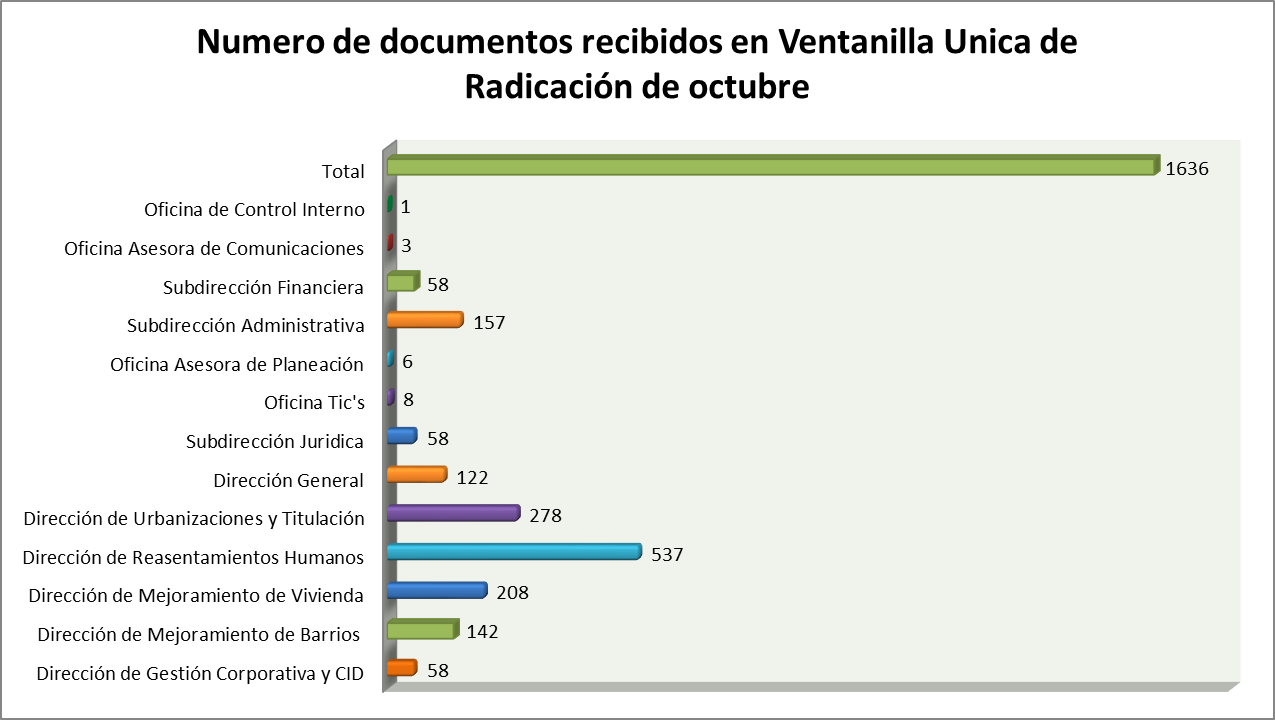 Numero de documentos recibidos en Ventanilla Unica de
Radicación de octubre
Total 1636
Oficina de Control Interno 1
Oficina Asesora de Comunicaciones 3
Subdirección Financiera 58
Subdirección Administrativa 157
Oficina Asesora de Planeación 6
Oficina Tic's 8
Subdirección Juridica 58
Dirección General 122
Dirección de Urbanizaciones y Titulación 278
Dirección de Reasentamientos Humanos 537
Dirección de Mejoramiento de Vivienda 208
Dirección de Mejoramiento de Barrios 142
Dirección de Gestión Corporativa y CID 58